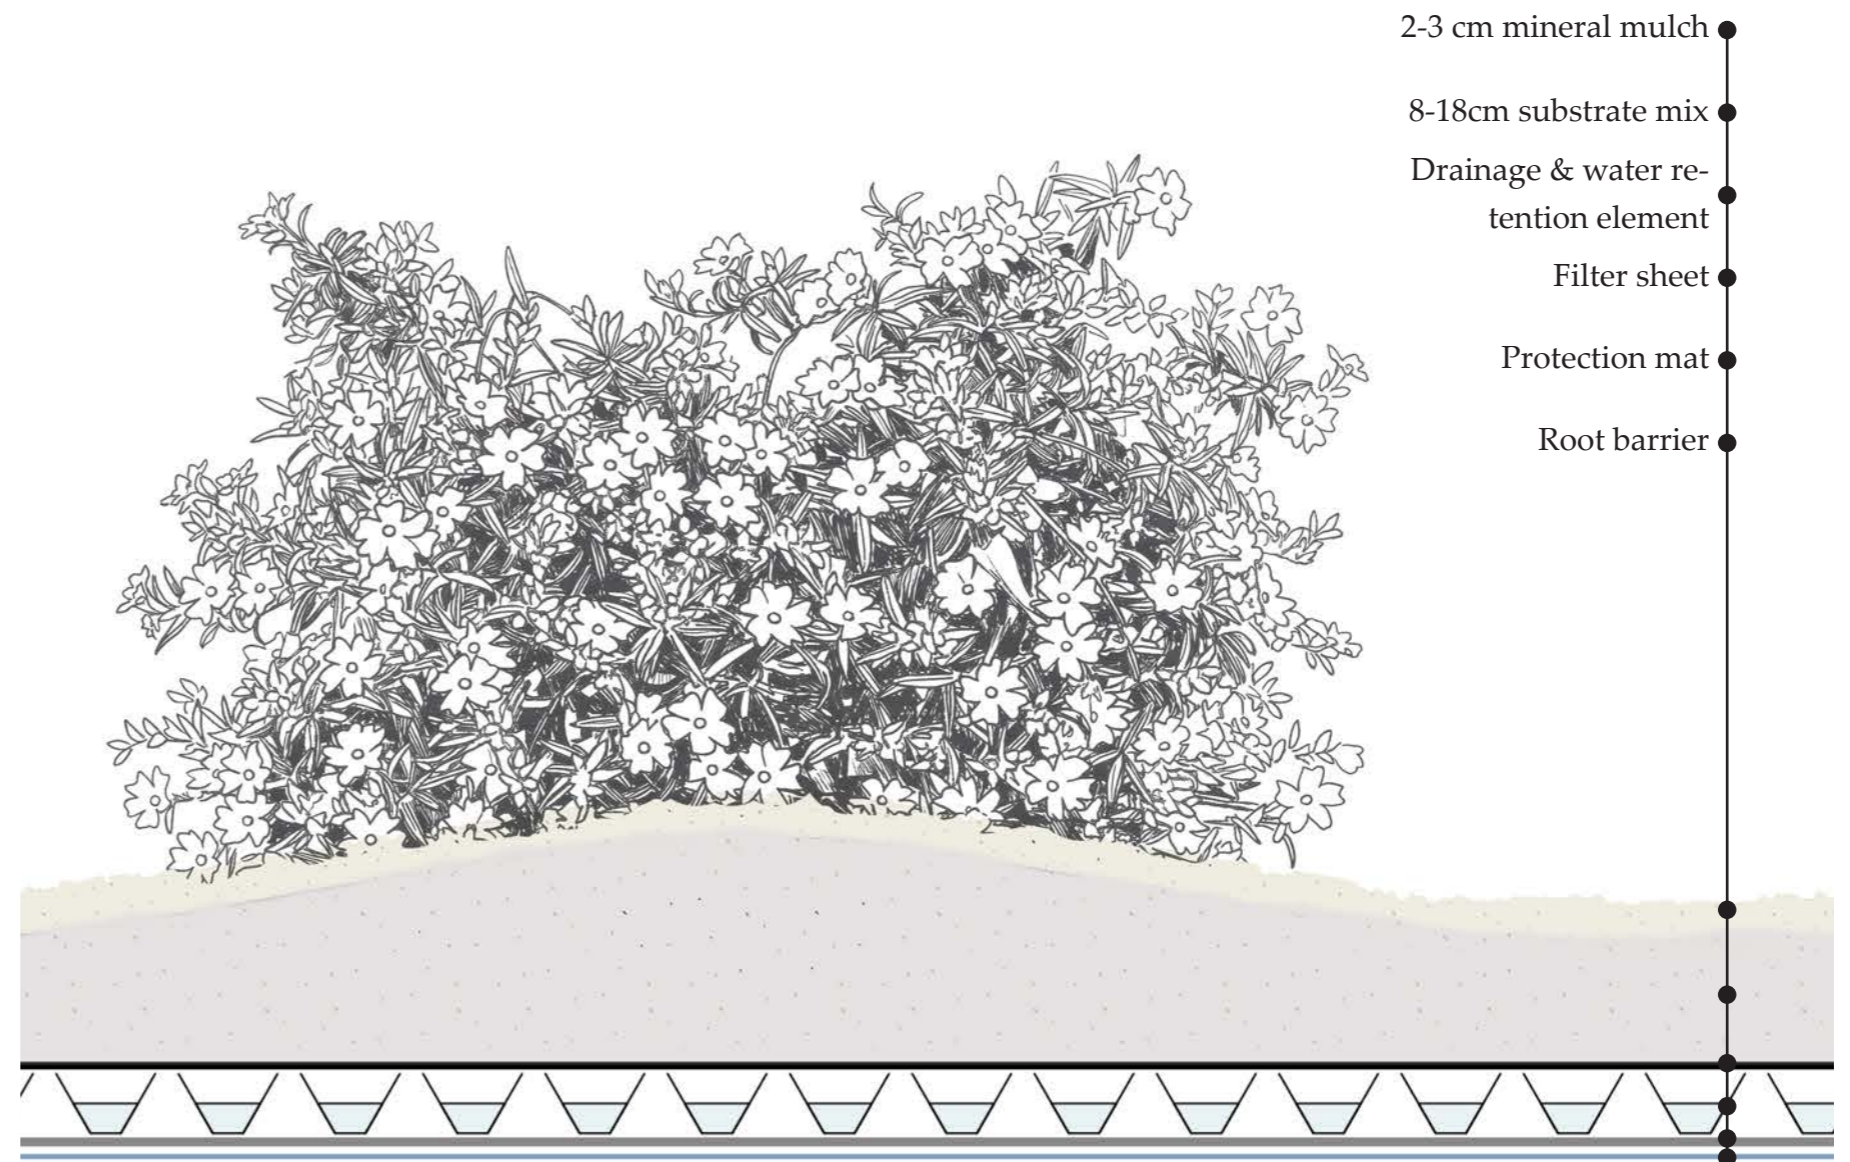 2-3 cm mineral mulch
8-18cm substrate mix
Drainage & water re-
tention element
Filter sheet
Protection mat
Root barrier